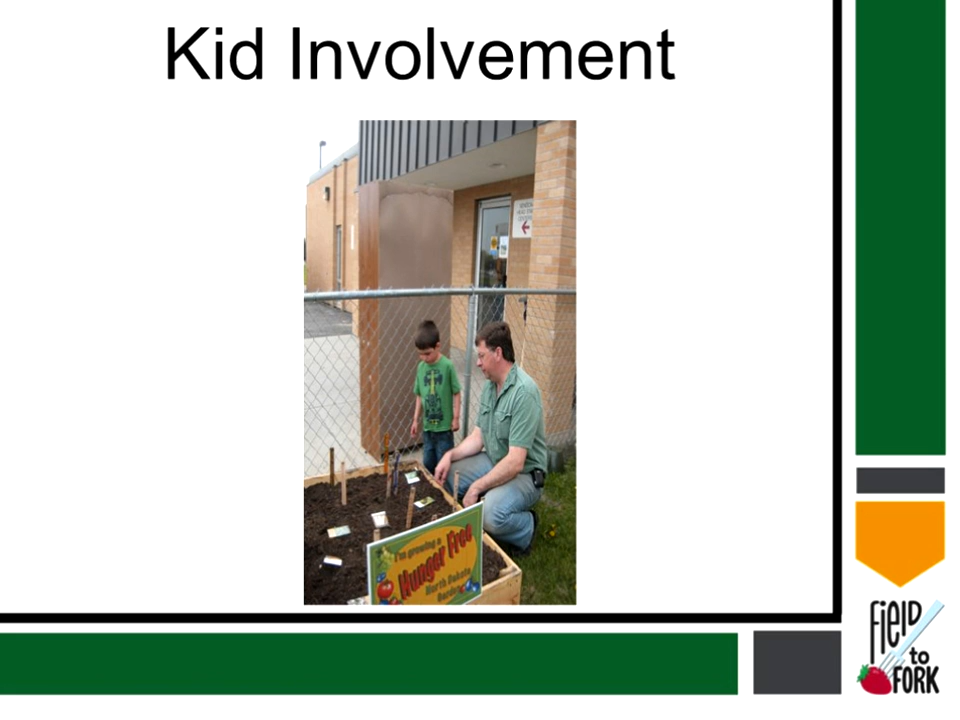 Kid Involvement
I'm growing a
Hunger Free
North Dakota
Garden
FiElD
to
FORK